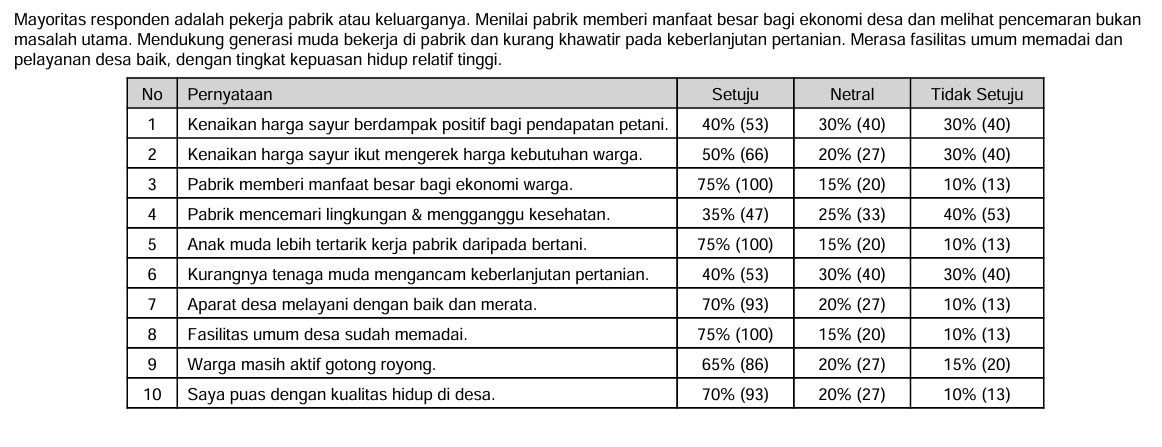 Mayoritas responden adalah pekerja pabrik atau keluarganya. Menilai pabrik memberi manfaat besar bagi ekonomi desa dan melihat pencemaran bukan
masalah utama. Mendukung generasi muda bekerja di pabrik dan kurang khawatir pada keberlanjutan pertanian. Merasa fasilitas umum memadai dan
pelayanan desa baik, dengan tingkat kepuasan hidup relatif tinggi.
No Pernyataan Setuju Netral Tidak Setuju
1 Kenaikan harga sayur berdampak positif bagi pendapatan petani. 40% (53) 30% (40) 30% (40)
2 Kenaikan harga sayur ikut mengerek harga kebutuhan warga. 50% (66) 20% (27) 30% (40)
3 Pabrik memberi manfaat besar bagi ekonomi warga. 75% (100) 15% (20) 10% (13)
4 Pabrik mencemari lingkungan & mengganggu kesehatan. 35% (47) 25% (33) 40% (53)
5 Anak muda lebih tertarik kerja pabrik daripada bertani. 75% (100) 15% (20) 10% (13)
6 Kurangnya tenaga muda mengancam keberlanjutan pertanian. 40% (53) 30% (40) 30% (40)
7 Aparat desa melayani dengan baik dan merata. 70% (93) 20% (27) 10% (13)
8 Fasilitas umum desa sudah memadai. 75% (100) 15% (20) 10% (13)
9 Warga masih aktif gotong royong. 65% (86) 20% (27) 15% (20)
10 Saya puas dengan kualitas hidup di desa. 70% (93) 20% (27) 10% (13)